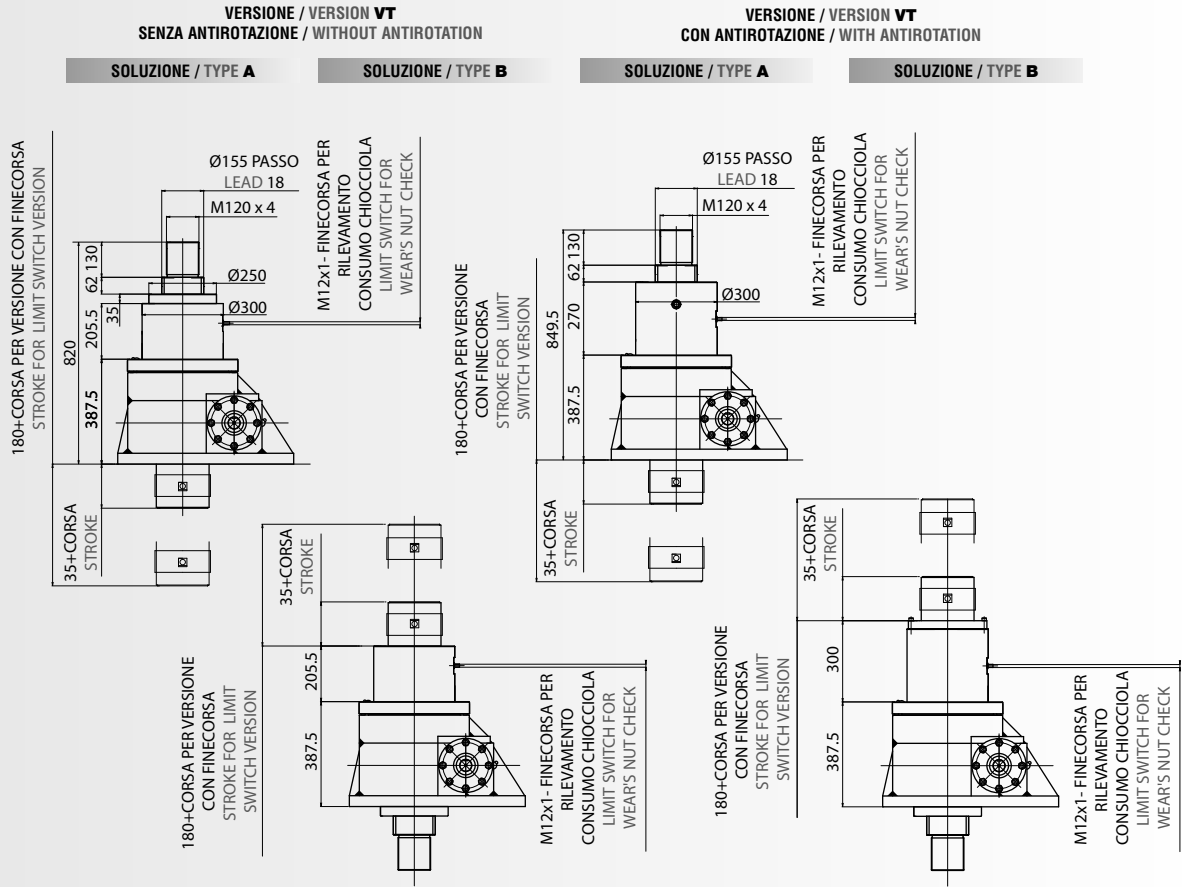 VERSIONE / VERSION VT
SENZA ANTIROTAZIONE / WITHOUT ANTIROTATION
VERSIONE / VERSION VT
CON ANTIROTAZIONE / WITH ANTIROTATION
SOLUZIONE / TYPE A
SOLUZIONE / TYPE B
SOLUZIONE / TYPE A
SOLUZIONE / TYPE B
180+CORSA PER VERSIONE CON FINECORSA
STROKE FOR LIMIT SWITCH VERSION
Ø155 PASSO
LEAD 18
M120 x 4
Ø250
Ø300
130
62
35
205.5
820
387.5
35+CORSA
STROKE
M12x1- FINECORSA PER
RILEVAMENTO
CONSUMO CHIOCCIOLA
LIMIT SWITCH FOR
WEAR'S NUT CHECK
35+CORSA
STROKE
205.5
387.5
180+CORSA PER VERSIONE
CON FINECORSA
STROKE FOR LIMIT
SWITCH VERSION
M12x1- FINECORSA PER
RILEVAMENTO
CONSUMO CHIOCCIOLA
LIMIT SWITCH FOR
WEAR'S NUT CHECK
180+CORSA PER VERSIONE
CON FINECORSA
STROKE FOR LIMIT
SWITCH VERSION
Ø155 PASSO
LEAD 18
M120 x 4
Ø300
130
62
270
849.5
387.5
35+CORSA
STROKE
M12x1- FINECORSA PER
RILEVAMENTO
CONSUMO CHIOCCIOLA
LIMIT SWITCH FOR
WEAR'S NUT CHECK
35+CORSA
STROKE
300
387.5
180+CORSA PER VERSIONE
CON FINECORSA
STROKE FOR LIMIT
SWITCH VERSION
M12x1- FINECORSA PER
RILEVAMENTO
CONSUMO CHIOCCIOLA
LIMIT SWITCH FOR
WEAR'S NUT CHECK